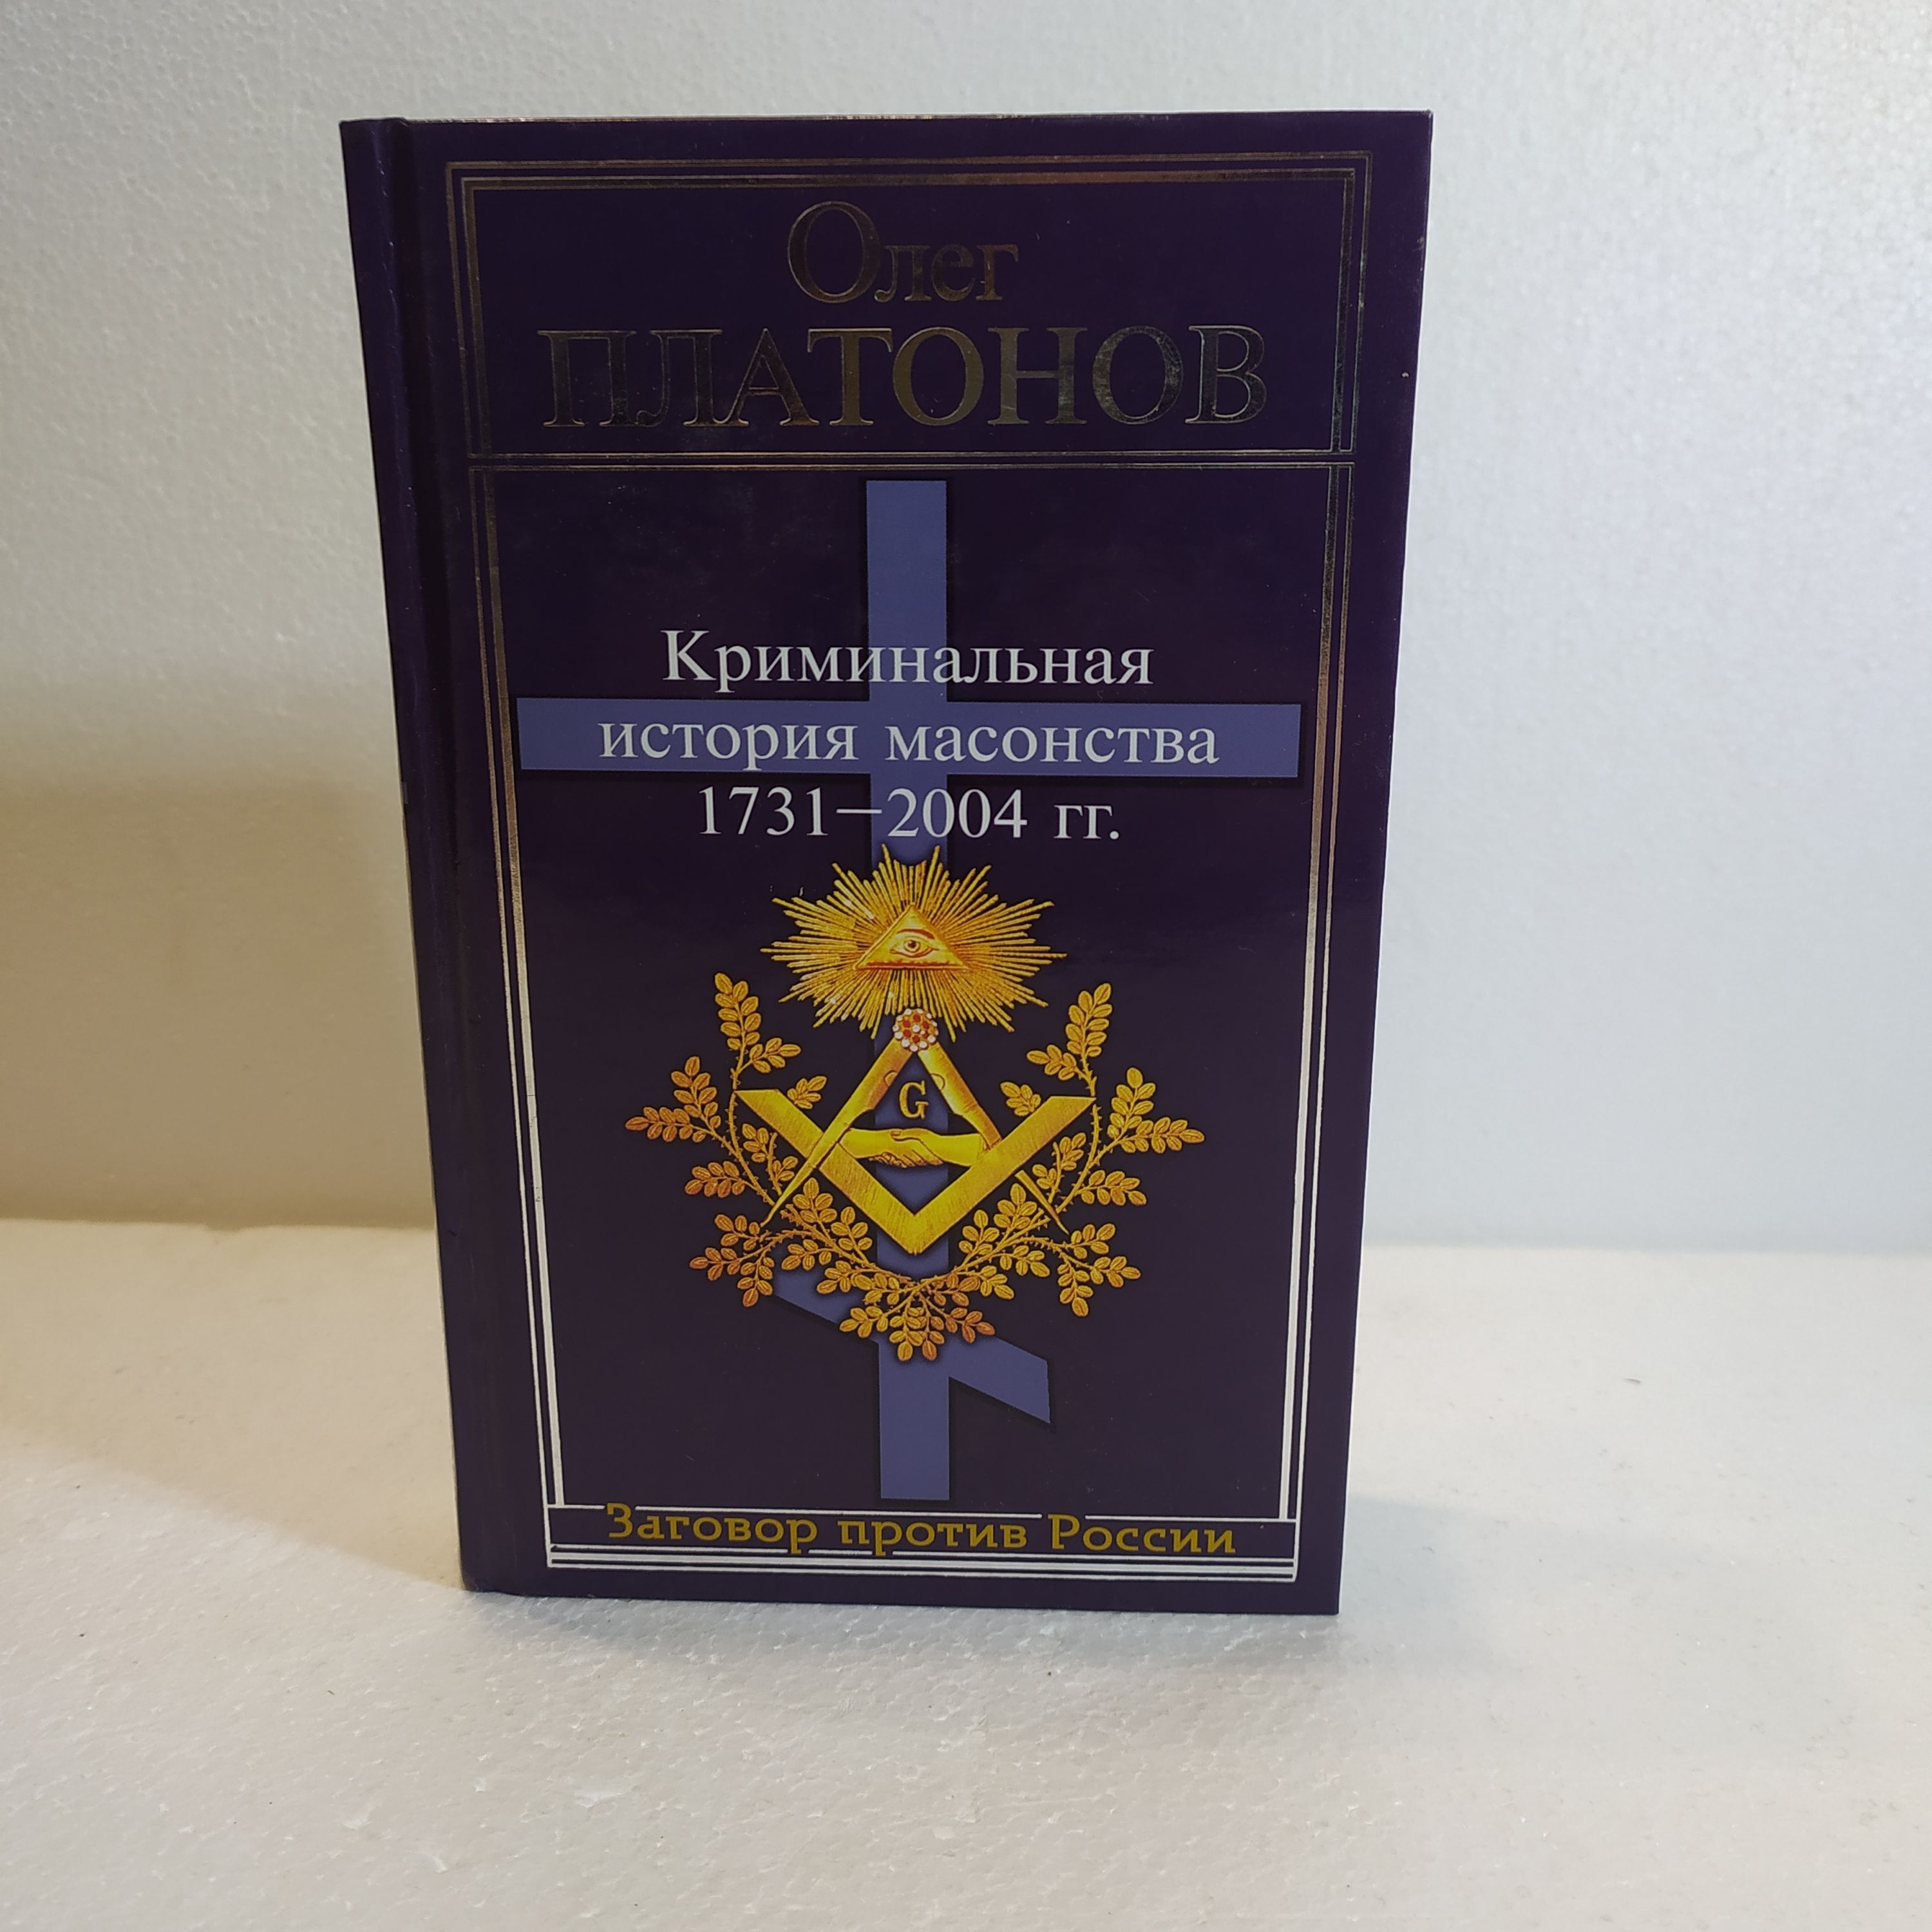 Олег
ПЛАТОНОВ
Криминальная
история масонства
1731–2004 гг.
G
Заговор против России